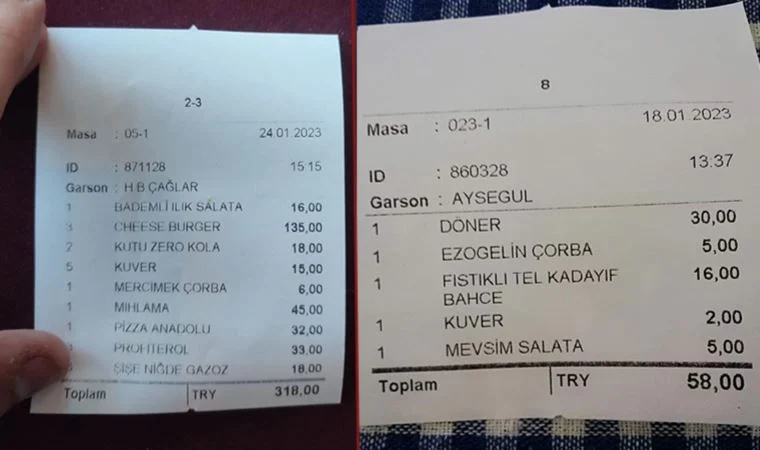 2-3
Masa : 05-1 24.01.2023
ID : 871128 15:15
Garson : H.B ÇAĞLAR
1 BADEMLİ ILIK SALATA 16,00
3 CHEESE BURGER 135,00
2 KUTU ZERO KOLA 18,00
5 KUVER 15,00
1 MERCIMEK ÇORBA 6,00
1 MIHLAMA 45,00
1 PİZZA ANADOLU 32,00
PROFITEROL 33,00
ŞIŞE NİĞDE GAZOZ 18,00
Toplam TRY 318,00
8
Masa : 023-1 18.01.2023
ID : 860328 13:37
Garson : AYSEGUL
1 DÖNER 30,00
1 EZOGELİN ÇORBA 5,00
1 FISTIKLI TEL KADAYIF 16,00
BAHCE
1 KUVER 2,00
1 MEVSİM SALATA 5,00
Toplam TRY 58,00